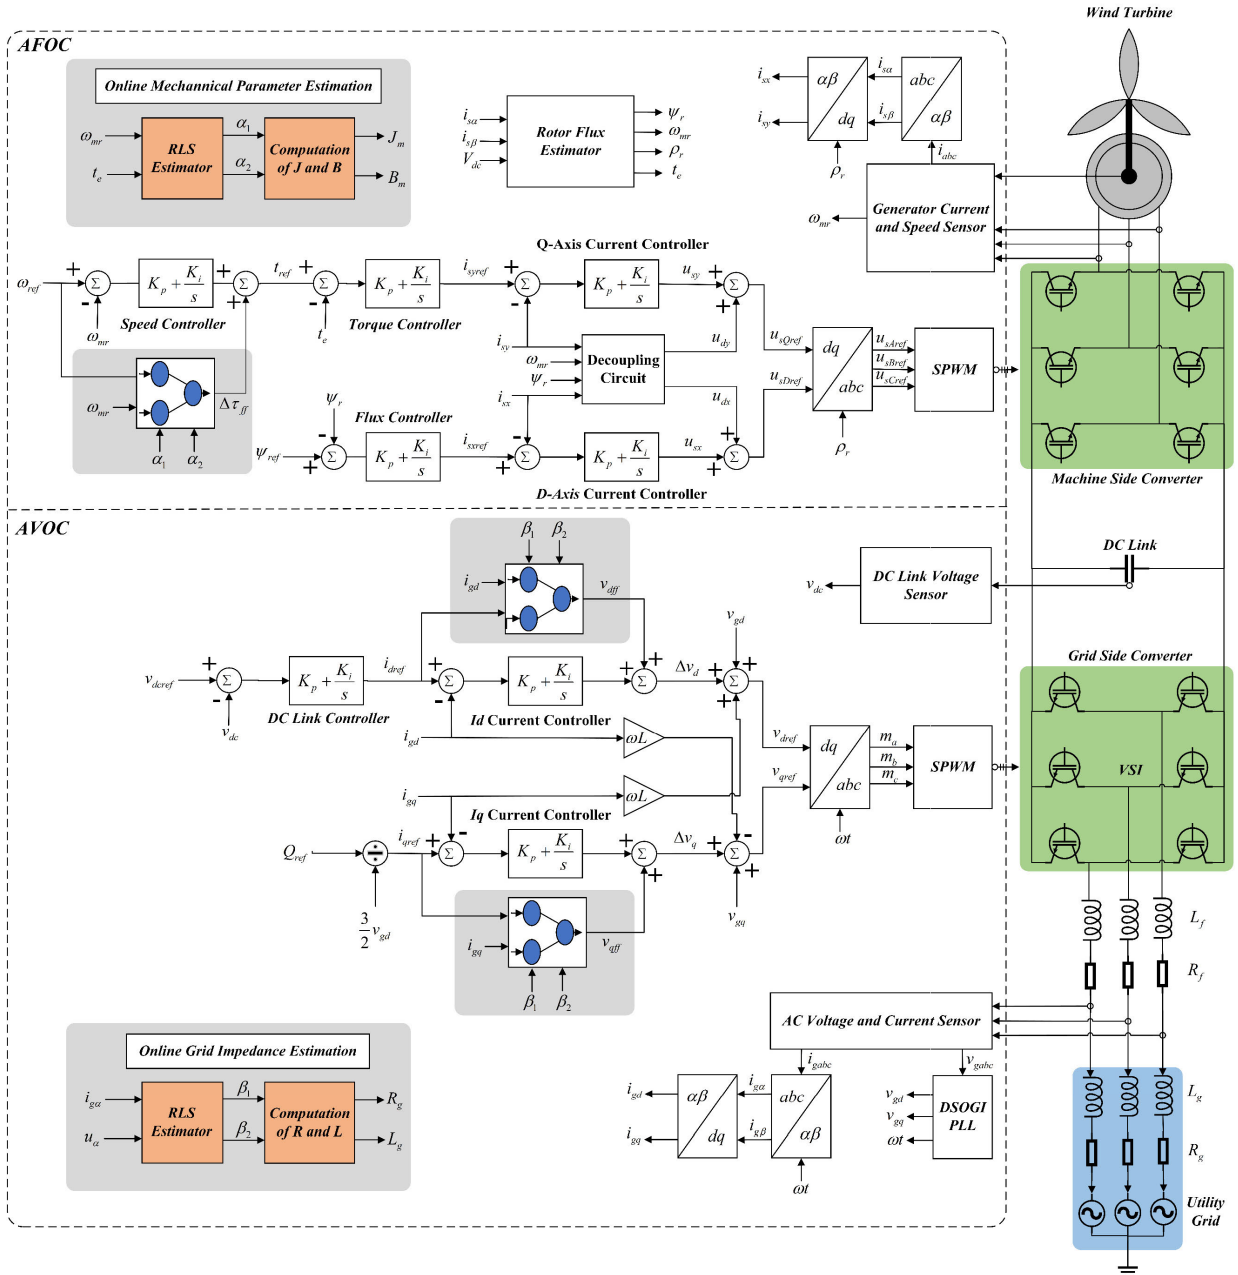 Wind Turbine
AFOC
Online Mechannical Parameter Estimation
ω_mr
t_e
RLS
Estimator
α_1
α_2
Computation
of J and B
J_m
B_m
i_sα
i_sβ
V_dc
Rotor Flux
Estimator
ψ_r
ω_mr
ρ_r
t_e
i_sx
i_sy
αβ
dq
ρ_r
i_sα
i_sβ
abc
αβ
i_abc
ω_mr
Generator Current
and Speed Sensor
Q-Axis Current Controller
ω_ref
+
-
Σ
ω_mr
K_p + K_i/s
Speed Controller
+
+
Σ
t_ref
+
-
Σ
t_e
K_p + K_i/s
Torque Controller
i_syref
+
-
Σ
K_p + K_i/s
u_sy
+
+
Σ
i_sy
ω_mr
ψ_r
i_sx
Decoupling
Circuit
u_dy
u_dx
ω_mr
α_1
α_2
Δτ_ff
ψ_r
ψ_ref
-
+
Σ
Flux Controller
K_p + K_i/s
i_sxref
-
+
Σ
K_p + K_i/s
u_sx
+
+
Σ
D-Axis Current Controller
u_sQref
u_sDref
dq
abc
ρ_r
u_sAref
u_sBref
u_sCref
SPWM
Machine Side Converter
AVOC
DC Link
v_dc
DC Link Voltage
Sensor
β_1
β_2
i_gd
v_dff
v_dcref
+
-
Σ
v_dc
K_p + K_i/s
DC Link Controller
i_dref
+
-
Σ
K_p + K_i/s
Id Current Controller
+
+
Σ
Δv_d
v_gd
+
+
+
Σ
i_gd
ωL
i_gq
ωL
Iq Current Controller
Q_ref
÷
3/2 v_gd
i_qref
+
-
Σ
K_p + K_i/s
+
+
Σ
Δv_q
+
-
+
Σ
v_gq
i_gq
β_1
β_2
v_qff
v_dref
v_qref
dq
abc
ωt
m_a
m_b
m_c
SPWM
Grid Side Converter
VSI
L_f
R_f
AC Voltage and Current Sensor
i_gabc
v_gabc
Online Grid Impedance Estimation
i_gα
u_α
RLS
Estimator
β_1
β_2
Computation
of R and L
R_g
L_g
i_gd
i_gq
αβ
dq
i_gα
i_gβ
abc
αβ
ωt
v_gd
v_gq
ωt
DSOGI
PLL
L_g
R_g
Utility
Grid